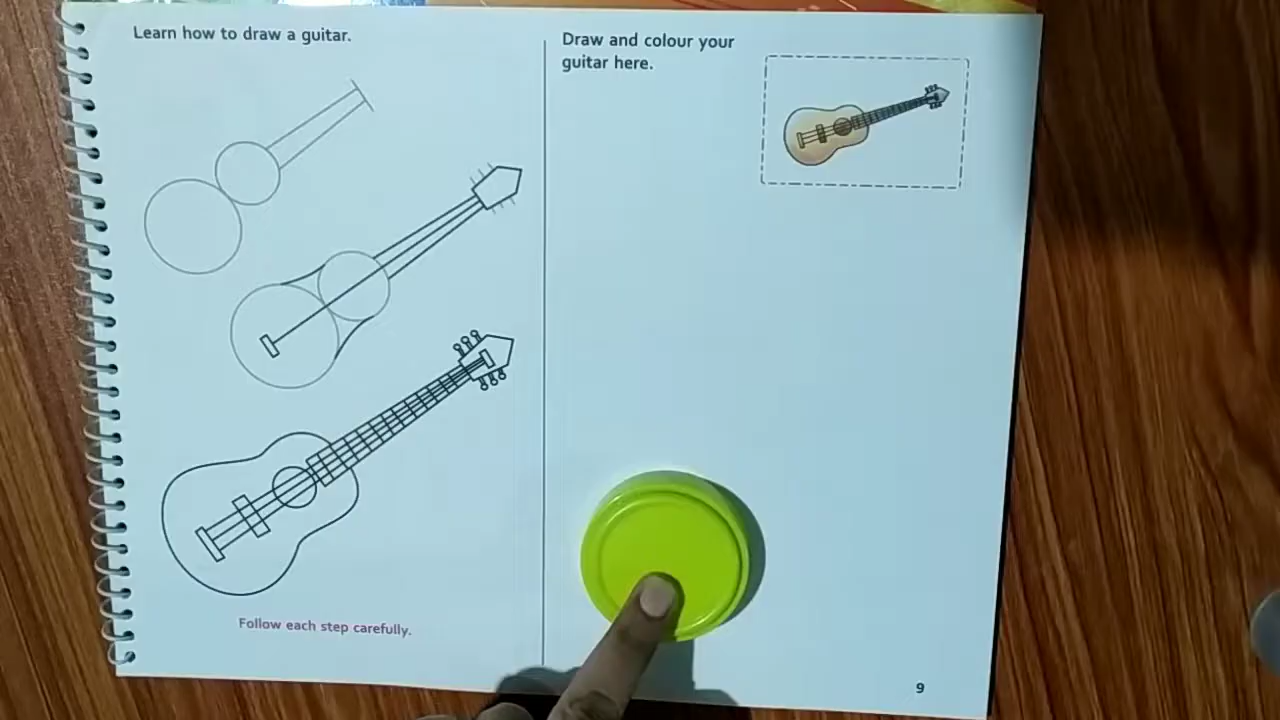 Learn how to draw a guitar.
Draw and colour your
guitar here.
Follow each step carefully.
9